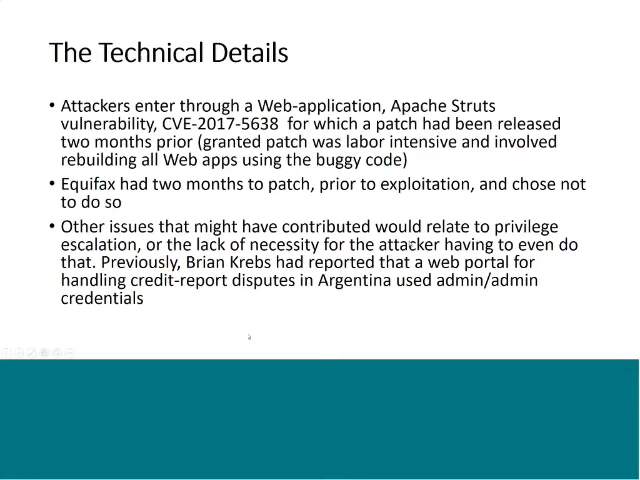 The Technical Details
• Attackers enter through a Web-application, Apache Struts
vulnerability, CVE-2017-5638 for which a patch had been released
two months prior (granted patch was labor intensive and involved
rebuilding all Web apps using the buggy code)
• Equifax had two months to patch, prior to exploitation, and chose not
to do so
• Other issues that might have contributed would relate to privilege
escalation, or the lack of necessity for the attacker having to even do
that. Previously, Brian Krebs had reported that a web portal for
handling credit-report disputes in Argentina used admin/admin
credentials